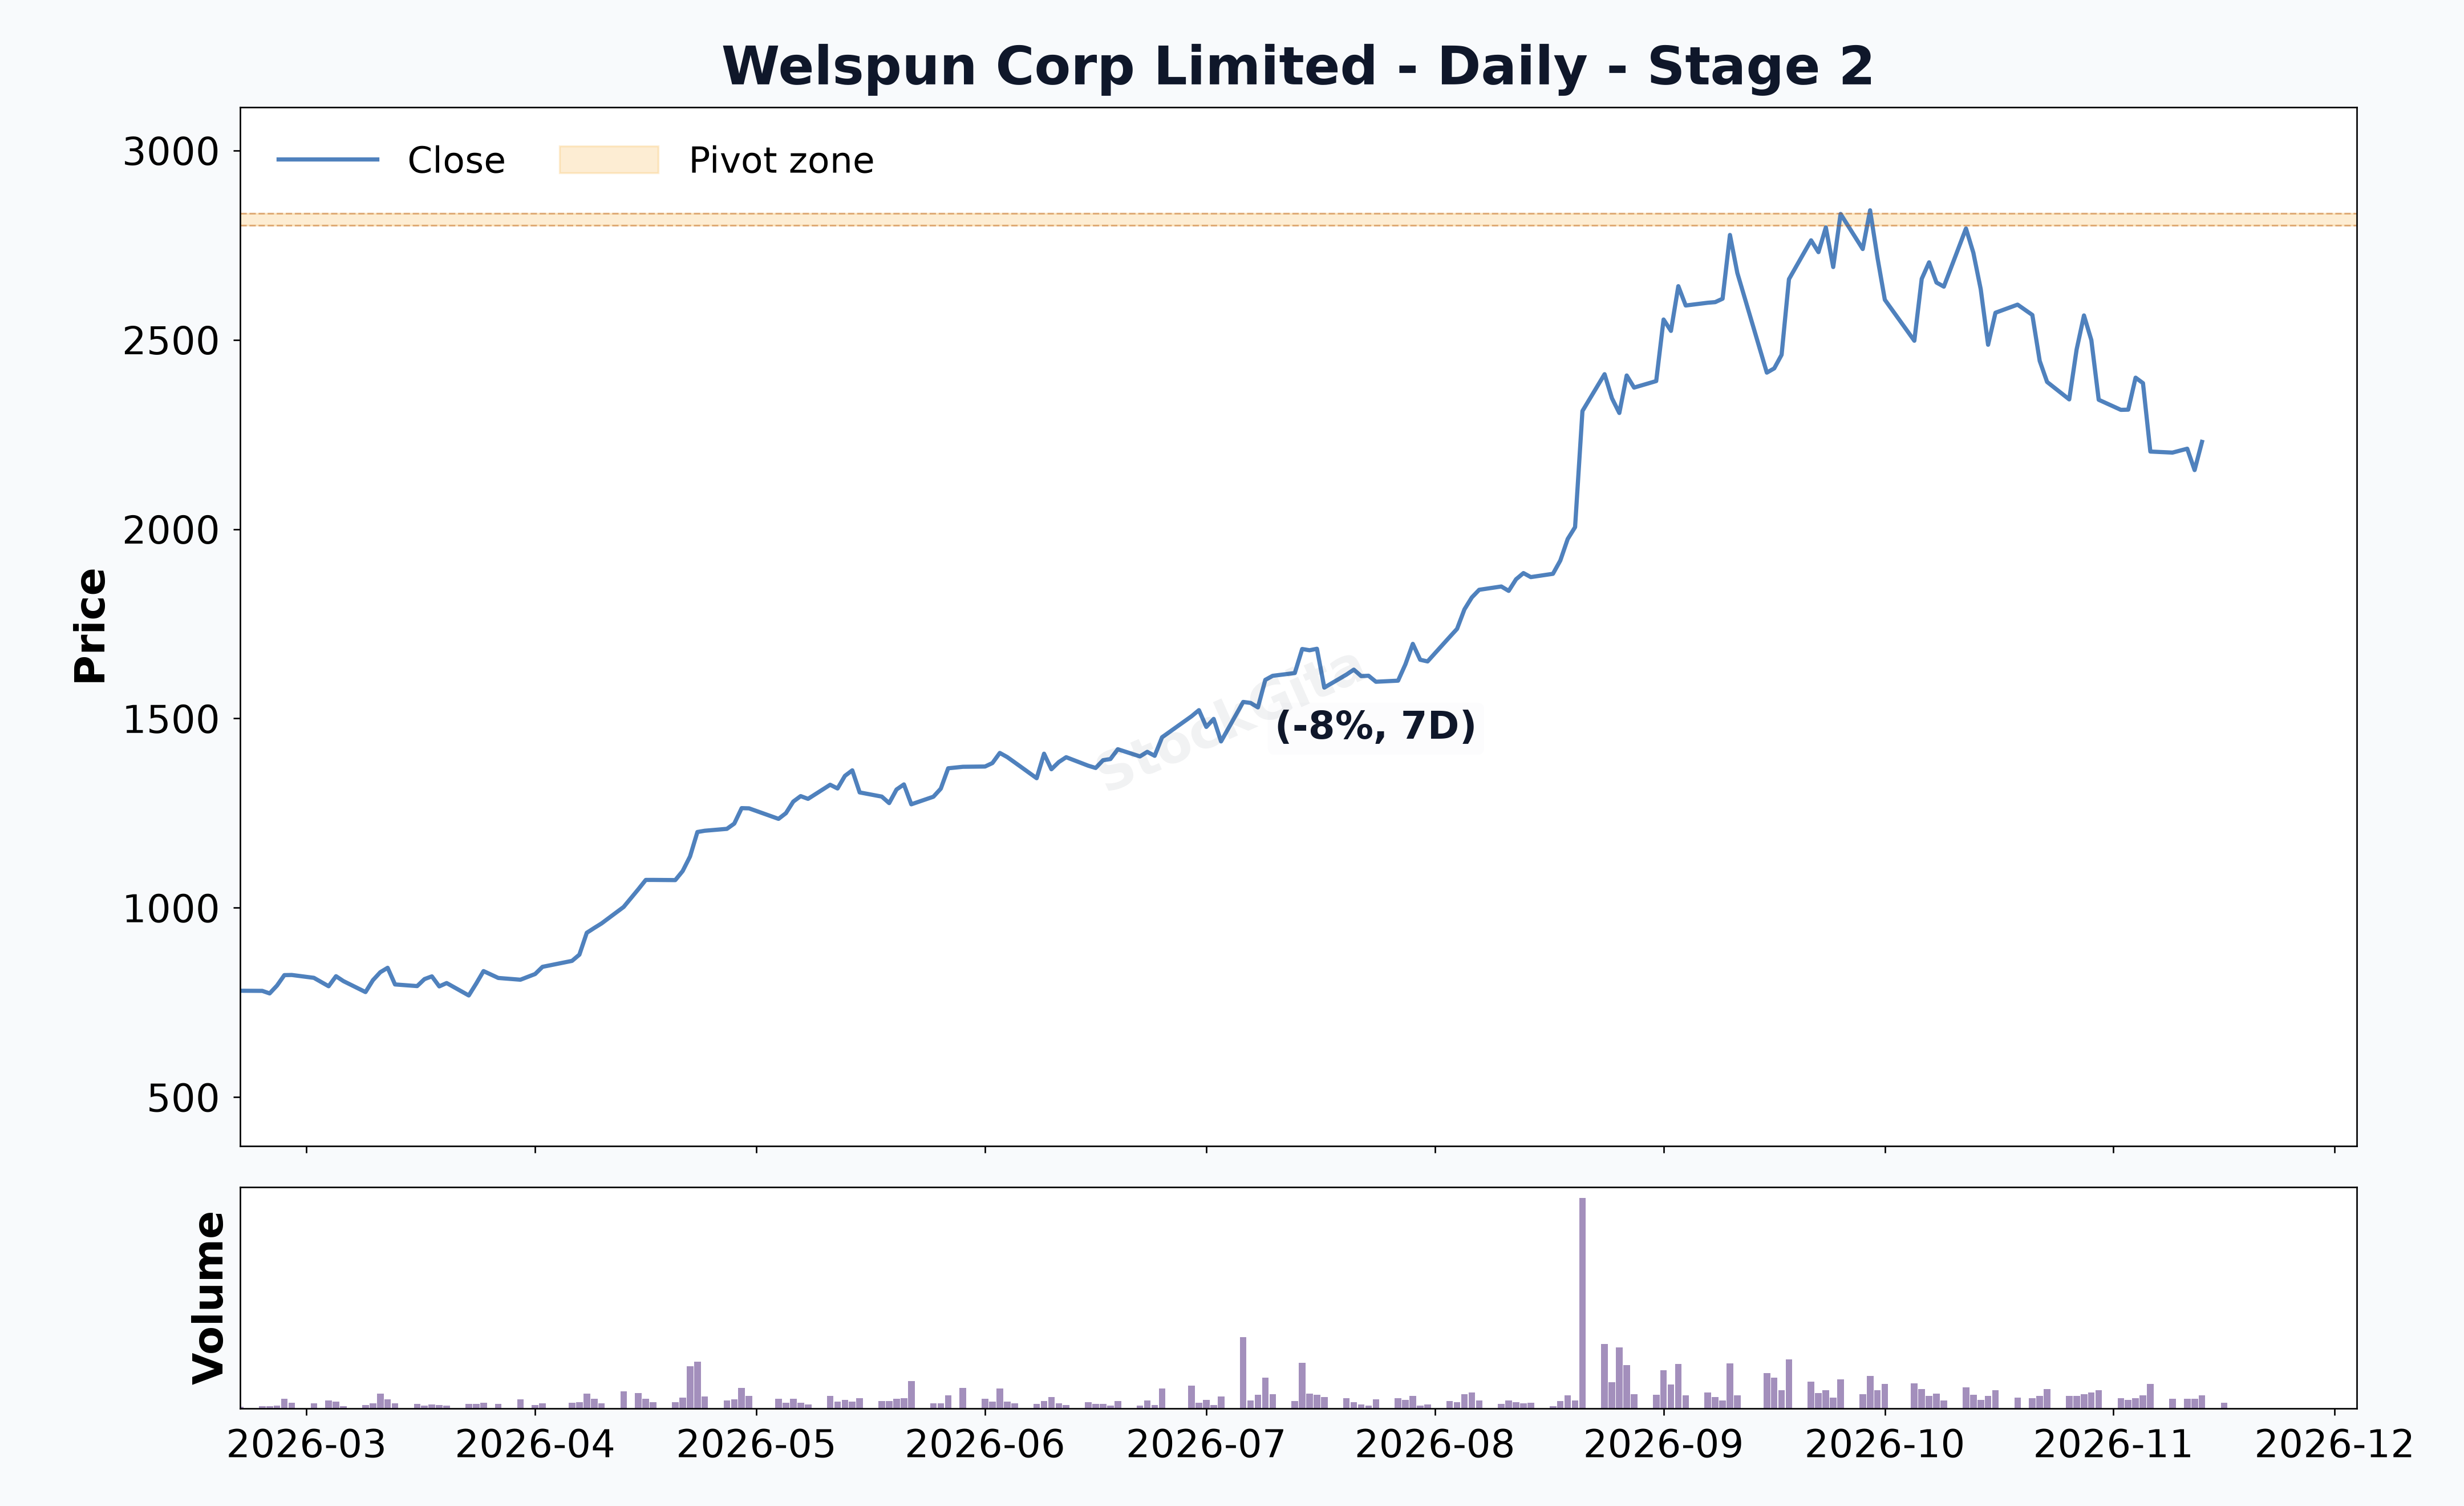 Welspun Corp Limited - Daily - Stage 2
Close
Pivot zone
3000
2500
2000
1500
1000
500
Price
StockGita
(-8%, 7D)
Volume
2026-03
2026-04
2026-05
2026-06
2026-07
2026-08
2026-09
2026-10
2026-11
2026-12